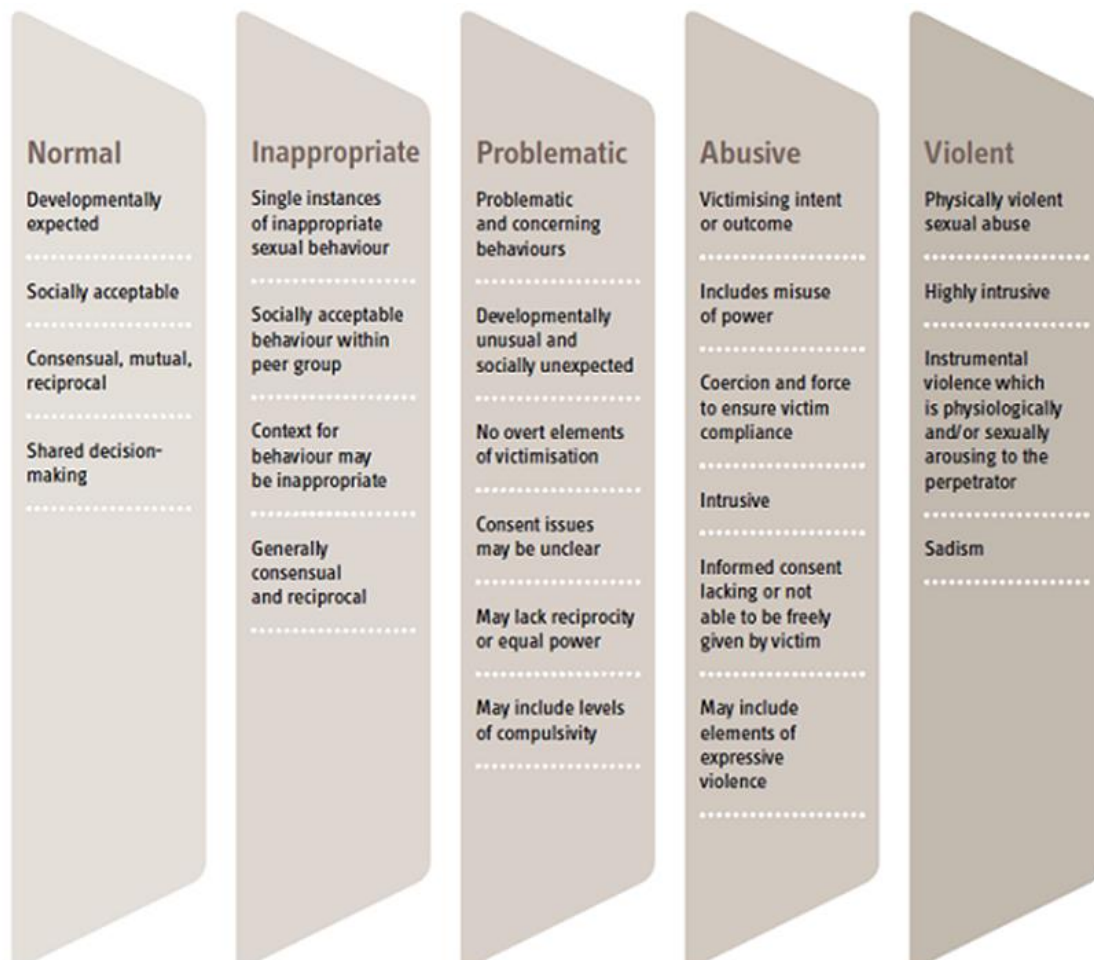 Normal
Developmentally
expected
Socially acceptable
Consensual, mutual,
reciprocal
Shared decision-
making
Inappropriate
Single instances
of inappropriate
sexual behaviour
Socially acceptable
behaviour within
peer group
Context for
behaviour may
be inappropriate
Generally
consensual
and reciprocal
Problematic
Problematic
and concerning
behaviours
Developmentally
unusual and
socially unexpected
No overt elements
of victimisation
Consent issues
may be unclear
May lack reciprocity
or equal power
May include levels
of compulsivity
Abusive
Victimising intent
or outcome
Includes misuse
of power
Coercion and force
to ensure victim
compliance
Intrusive
Informed consent
lacking or not
able to be freely
given by victim
May include
elements of
expressive
violence
Violent
Physically violent
sexual abuse
Highly intrusive
Instrumental
violence which
is physiologically
and/or sexually
arousing to the
perpetrator
Sadism